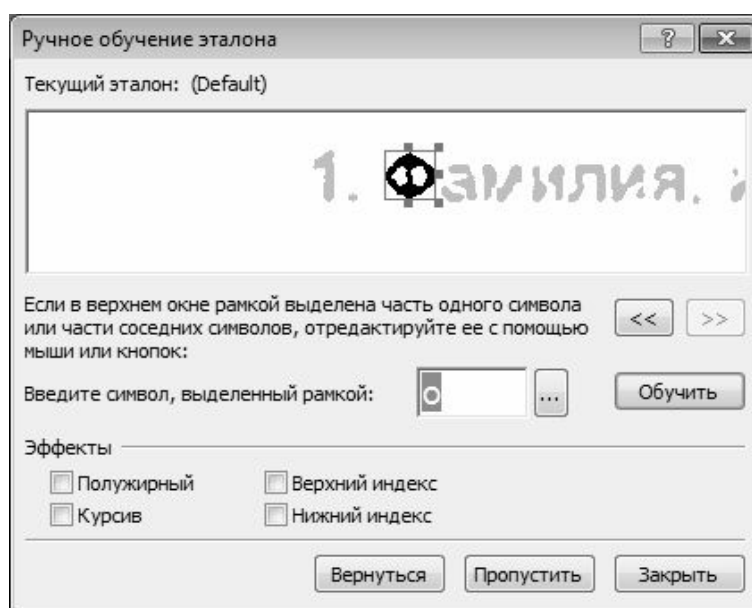 Ручное обучение эталона
Текущий эталон: (Default)
1. Фамилия,
Если в верхнем окне рамкой выделена часть одного символа
или части соседних символов, отредактируйте ее с помощью
мыши или кнопок:
<< >>
Введите символ, выделенный рамкой: o ... Обучить
Эффекты
Полужирный Верхний индекс
Курсив Нижний индекс
Вернуться Пропустить Закрыть